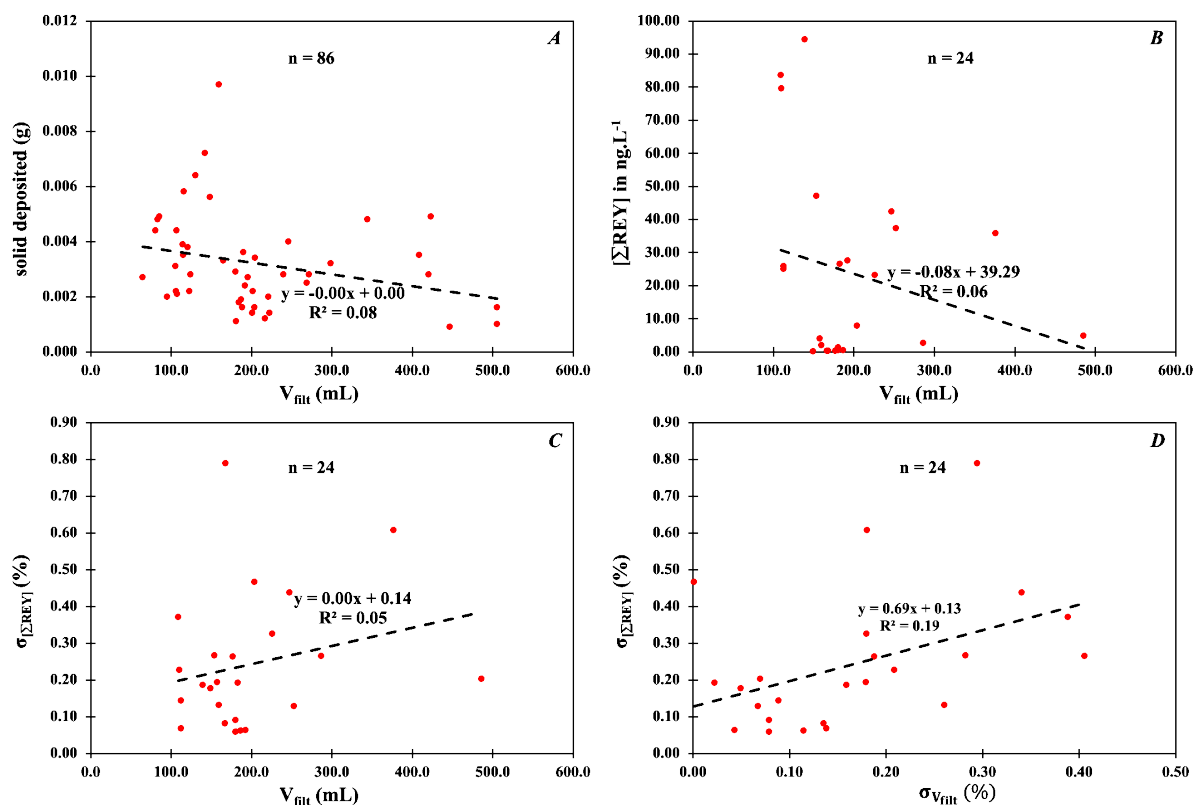 A
n = 86
solid deposited (g)
0.012
0.010
0.008
0.006
0.004
0.002
0.000
y = -0.00x + 0.00
R² = 0.08
0.0 100.0 200.0 300.0 400.0 500.0 600.0
V_filt (mL)
B
n = 24
[∑REY] in ng.L⁻¹
100.00
90.00
80.00
70.00
60.00
50.00
40.00
30.00
20.00
10.00
0.00
y = -0.08x + 39.29
R² = 0.06
0.0 100.0 200.0 300.0 400.0 500.0 600.0
V_filt (mL)
C
n = 24
σ[∑REY] (%)
0.90
0.80
0.70
0.60
0.50
0.40
0.30
0.20
0.10
0.00
y = 0.00x + 0.14
R² = 0.05
0.0 100.0 200.0 300.0 400.0 500.0 600.0
V_filt (mL)
D
n = 24
σ[∑REY] (%)
0.90
0.80
0.70
0.60
0.50
0.40
0.30
0.20
0.10
0.00
y = 0.69x + 0.13
R² = 0.19
0.00 0.10 0.20 0.30 0.40 0.50
σV_filt (%)